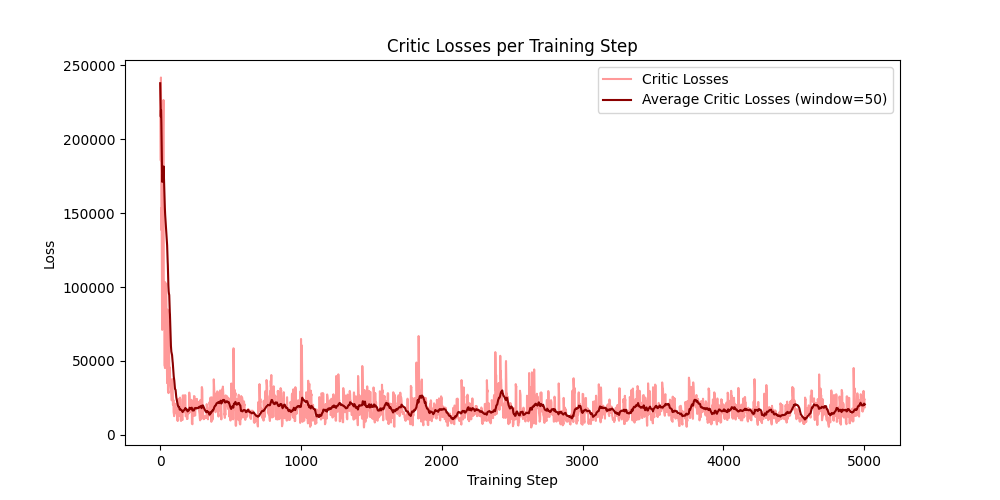 Critic Losses per Training Step
Critic Losses
Average Critic Losses (window=50)
Loss
250000
200000
150000
100000
50000
0
0 1000 2000 3000 4000 5000
Training Step